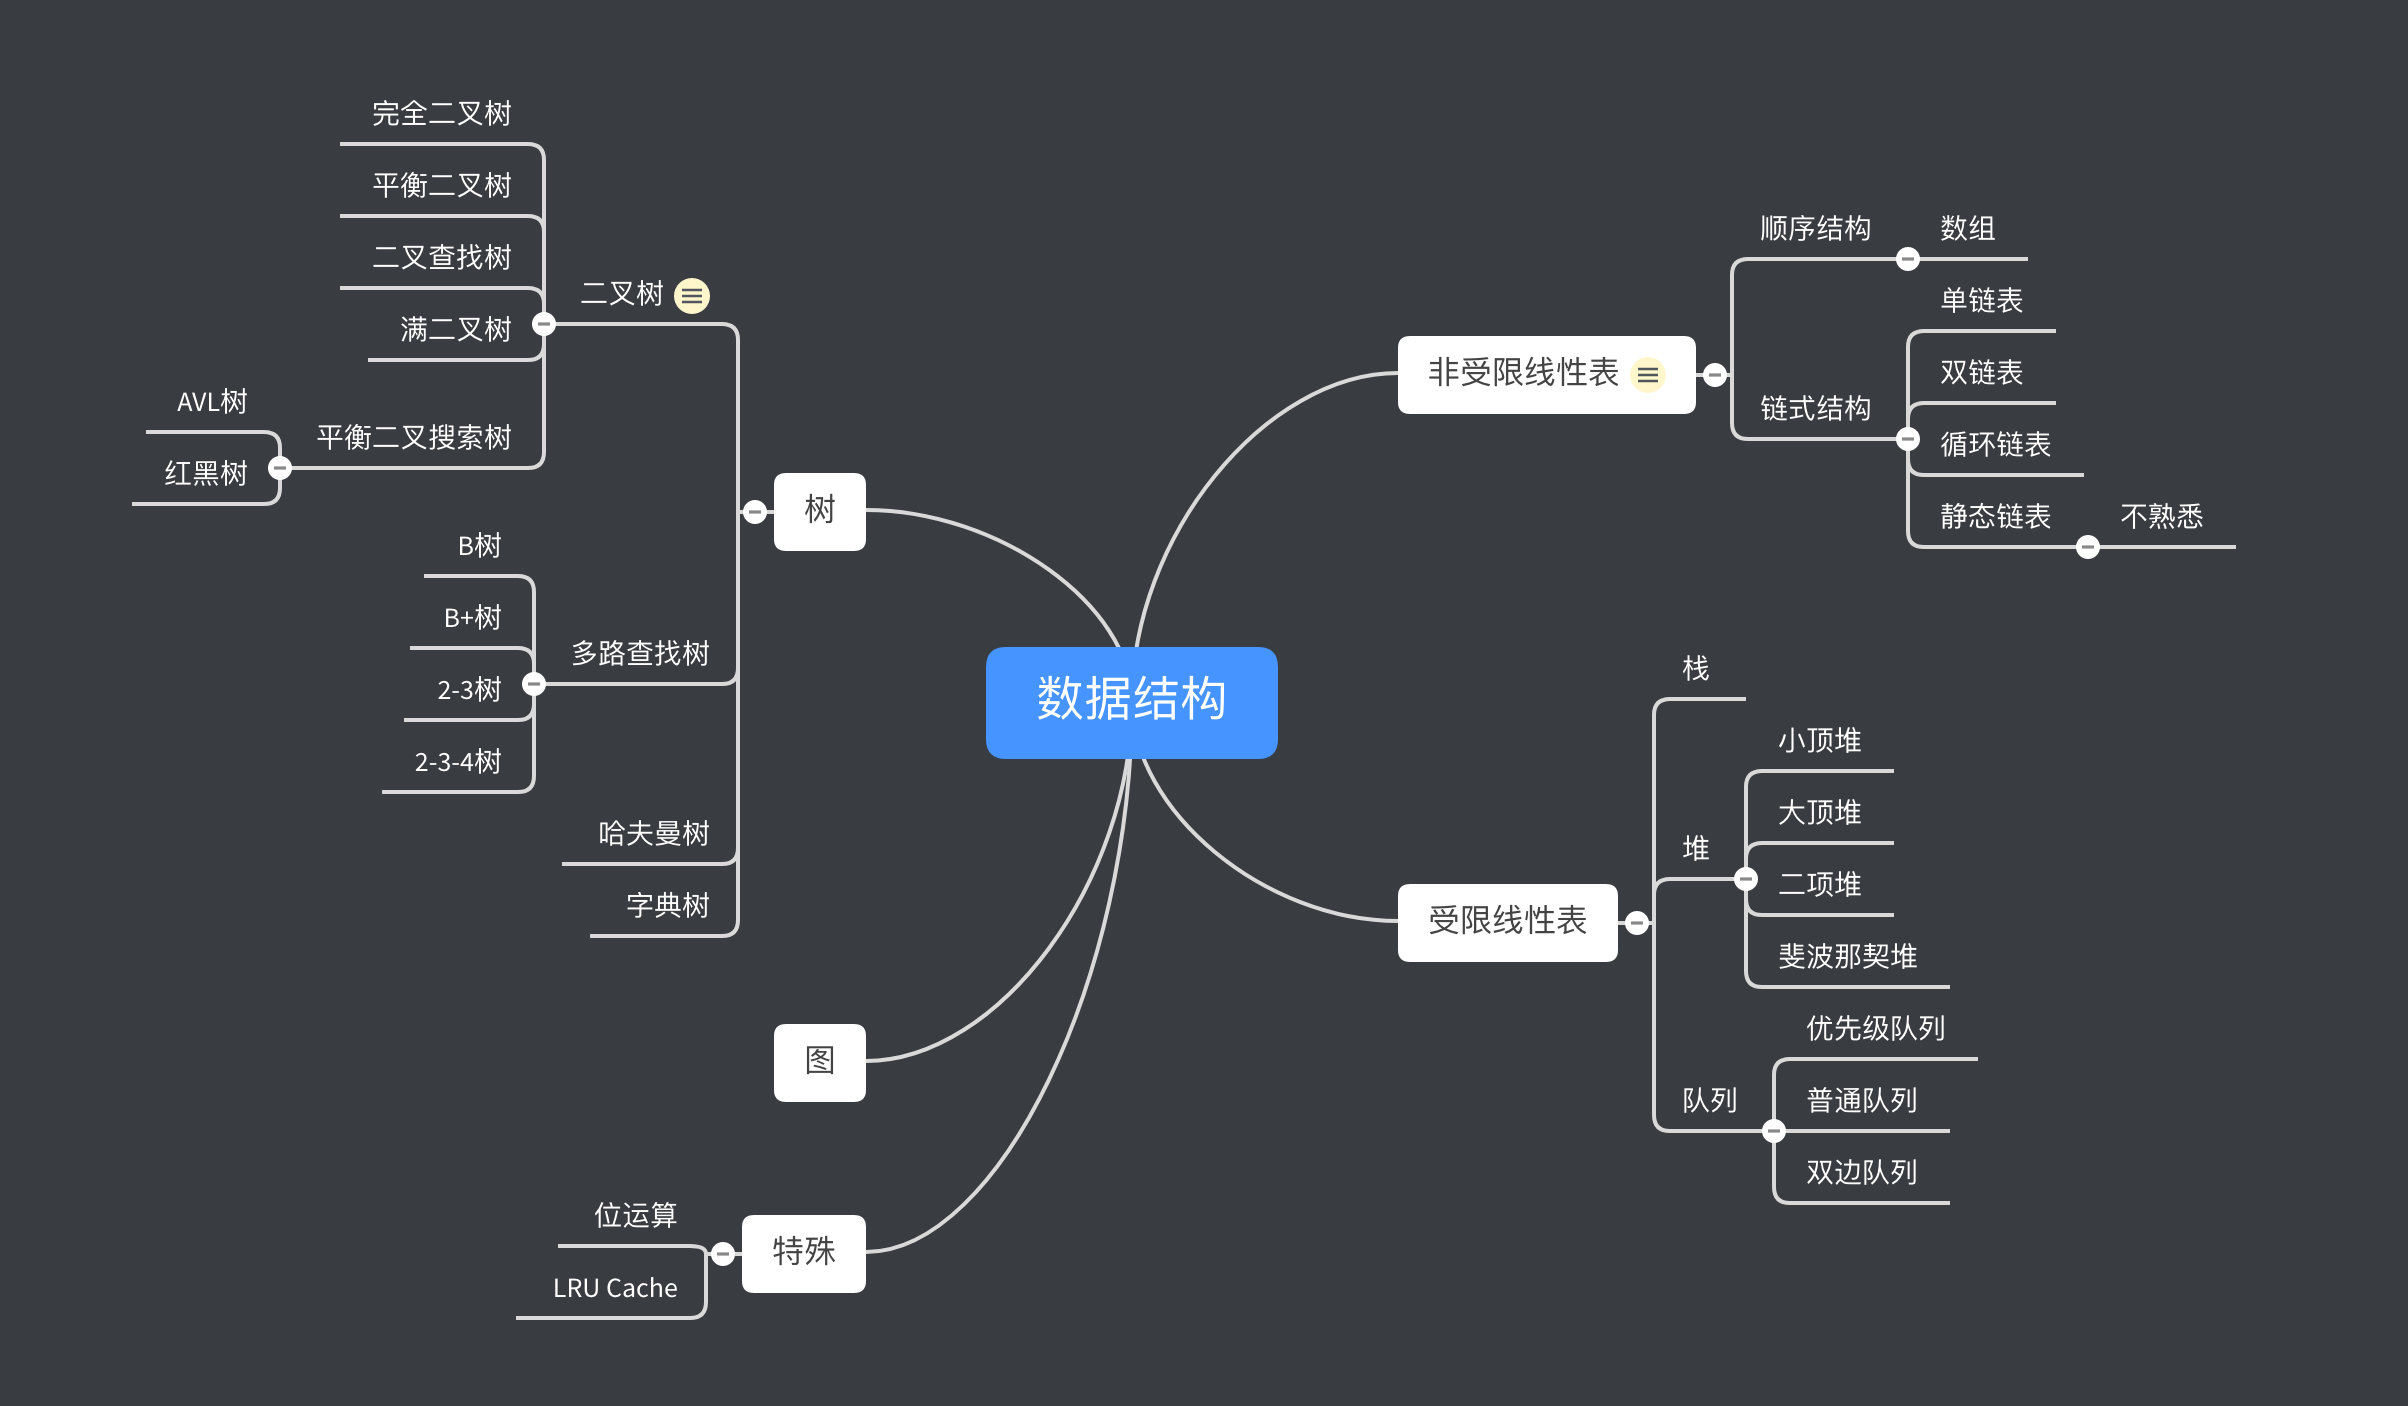 数据结构
非受限线性表
顺序结构
数组
链式结构
单链表
双链表
循环链表
静态链表
不熟悉
受限线性表
栈
堆
小顶堆
大顶堆
二项堆
斐波那契堆
队列
优先级队列
普通队列
双边队列
树
二叉树
完全二叉树
平衡二叉树
二叉查找树
满二叉树
平衡二叉搜索树
AVL树
红黑树
多路查找树
B树
B+树
2-3树
2-3-4树
哈夫曼树
字典树
图
特殊
位运算
LRU Cache